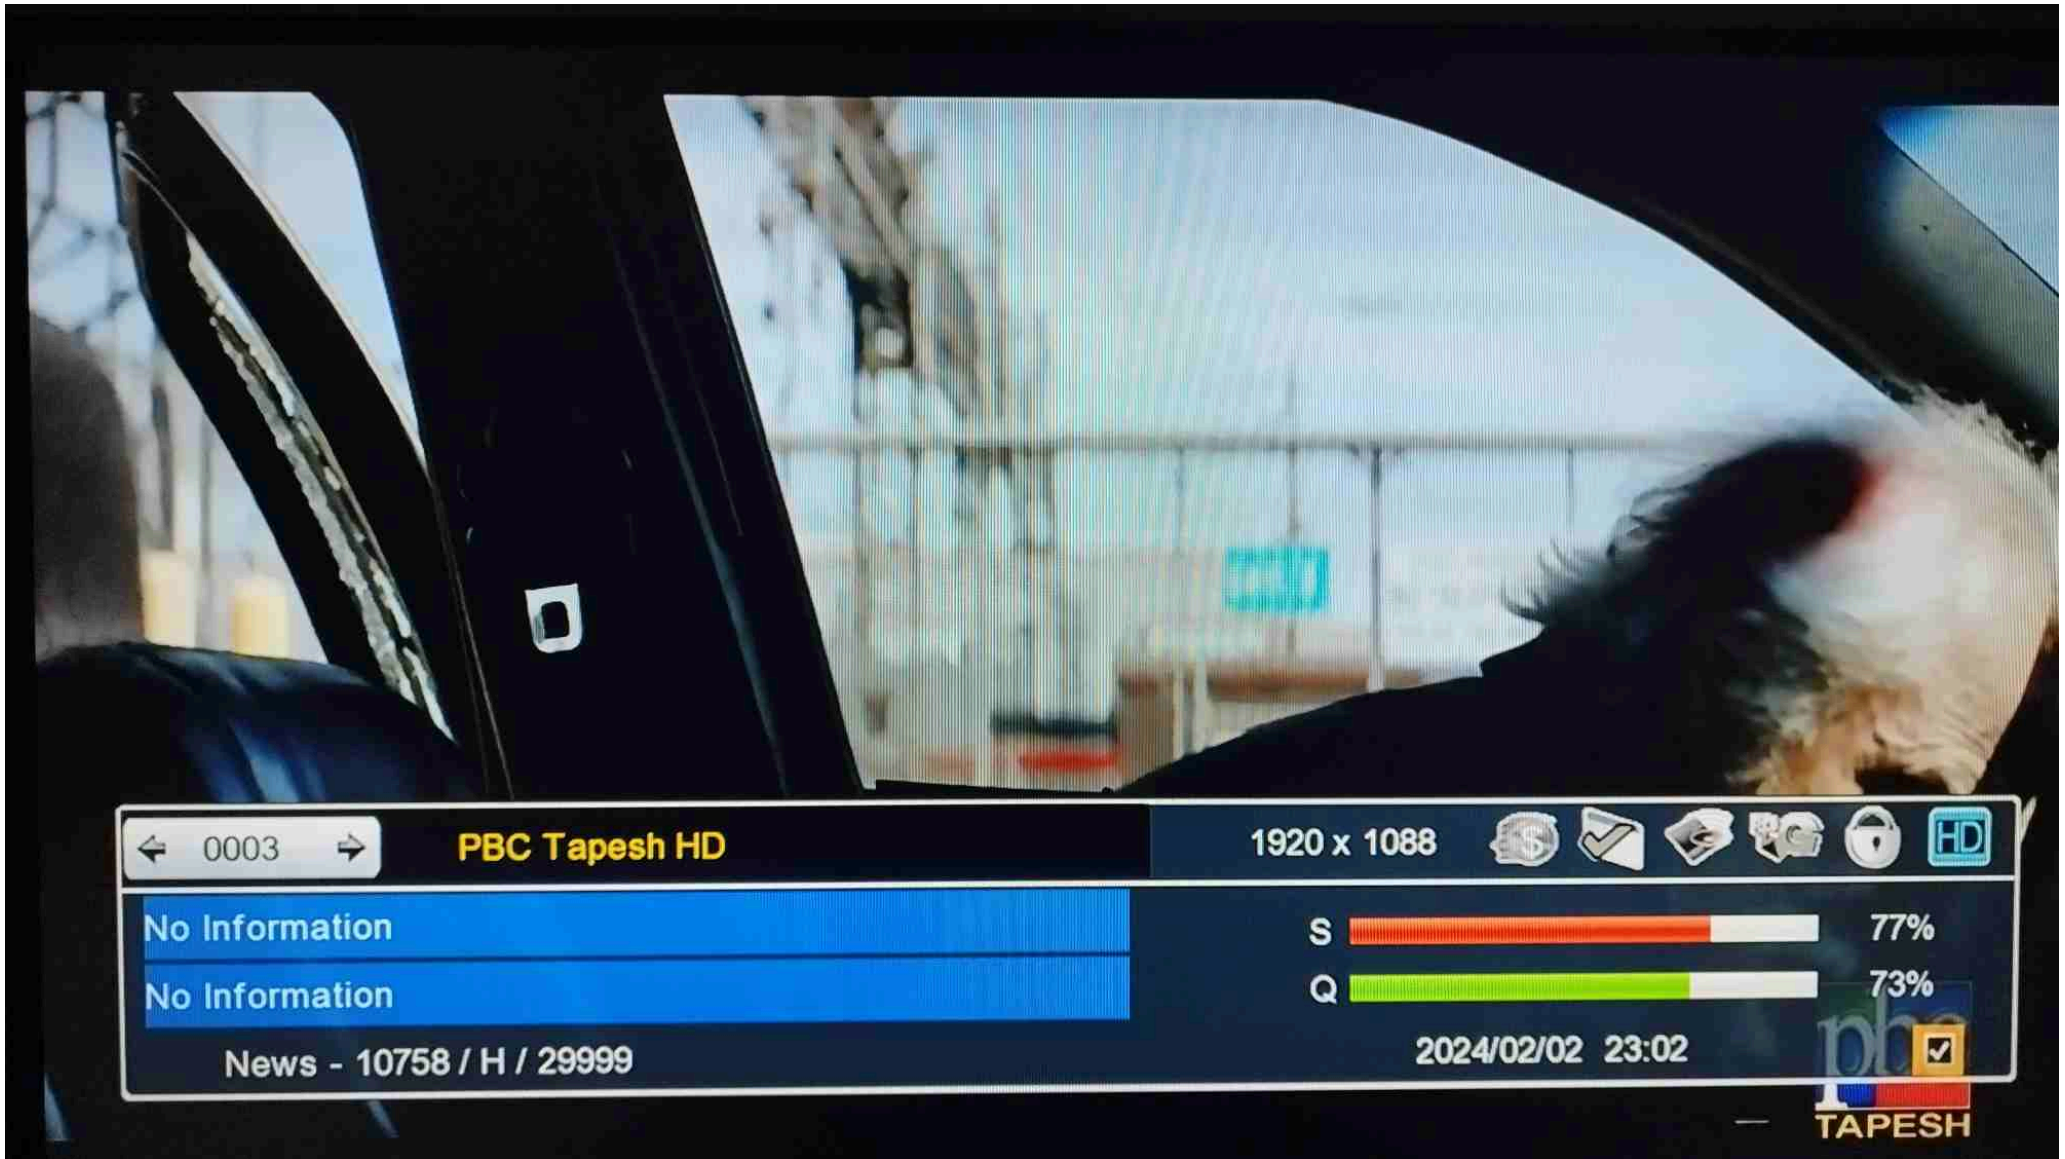 0003
PBC Tapesh HD
1920 x 1088
$
HD
No Information
S
77%
No Information
Q
73%
News - 10758 / H / 29999
2024/02/02 23:02
pbc
TAPESH